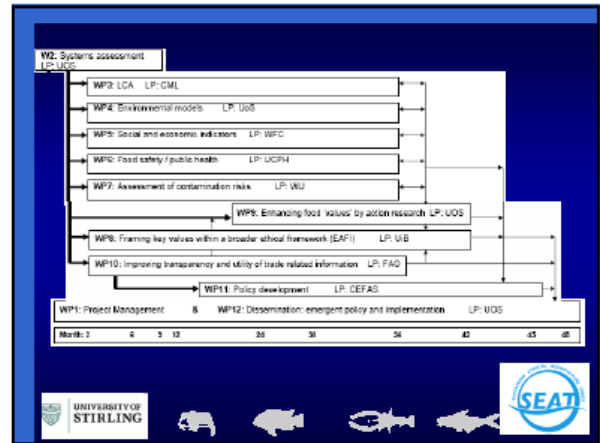 W2: Systems assessment
LP: UOS
WP3: LCA LP: CML
WP4: Environmental models LP: UoS
WP5: Social and economic indicators LP: WFC
WP6: Food safety / public health LP: UCPH
WP7: Assessment of contamination risks LP: WU
WP9: Enhancing food 'values' by action research LP: UOS
WP8: Framing key values within a broader ethical framework (EAFI) LP: UiB
WP10: Improving transparency and utility of trade related information LP: FAO
WP11: Policy development LP: CEFAS
WP1: Project Management & WP12: Dissemination: emergent policy and implementation LP: UOS
Month: 3 6 9 12 24 30 36 42 45 48
UNIVERSITY OF
STIRLING
SEAT